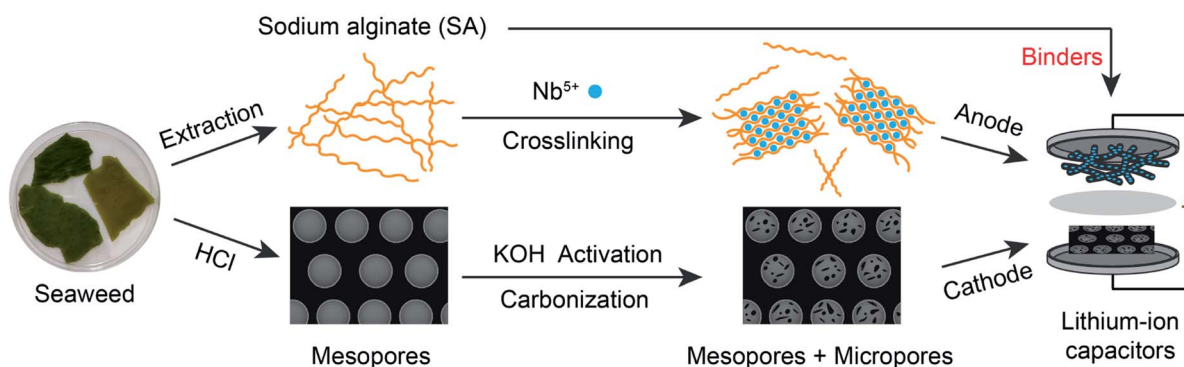 Sodium alginate (SA)
Binders
Extraction
Nb⁵⁺
Crosslinking
Anode
Seaweed
HCl
KOH Activation
Carbonization
Cathode
Mesopores
Mesopores + Micropores
Lithium-ion
capacitors